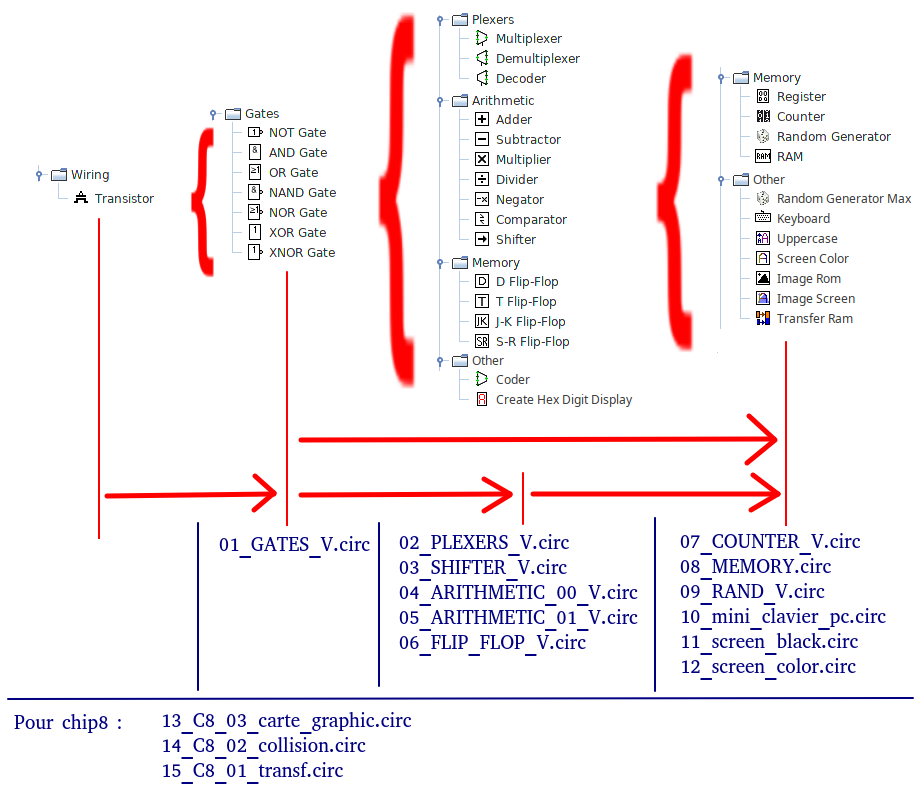 Wiring
Transistor
Gates
NOT Gate
AND Gate
OR Gate
NAND Gate
NOR Gate
XOR Gate
XNOR Gate
Plexers
Multiplexer
Demultiplexer
Decoder
Arithmetic
Adder
Subtractor
Multiplier
Divider
Negator
Comparator
Shifter
Memory
D Flip-Flop
T Flip-Flop
J-K Flip-Flop
S-R Flip-Flop
Other
Coder
Create Hex Digit Display
Memory
Register
Counter
Random Generator
RAM
Other
Random Generator Max
Keyboard
Uppercase
Screen Color
Image Rom
Image Screen
Transfer Ram
01_GATES_V.circ
02_PLEXERS_V.circ
03_SHIFTER_V.circ
04_ARITHMETIC_00_V.circ
05_ARITHMETIC_01_V.circ
06_FLIP_FLOP_V.circ
07_COUNTER_V.circ
08_MEMORY.circ
09_RAND_V.circ
10_mini_clavier_pc.circ
11_screen_black.circ
12_screen_color.circ
Pour chip8 :
13_C8_03_carte_graphic.circ
14_C8_02_collision.circ
15_C8_01_transf.circ